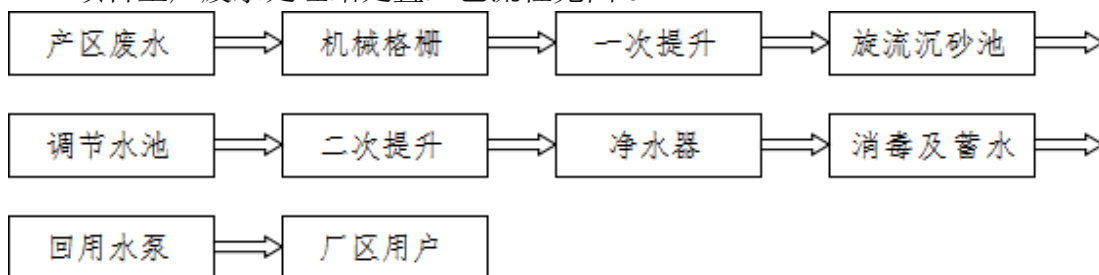 产区废水 机械格栅 一次提升 旋流沉砂池
调节水池 二次提升 净水器 消毒及蓄水
回用水泵 厂区用户